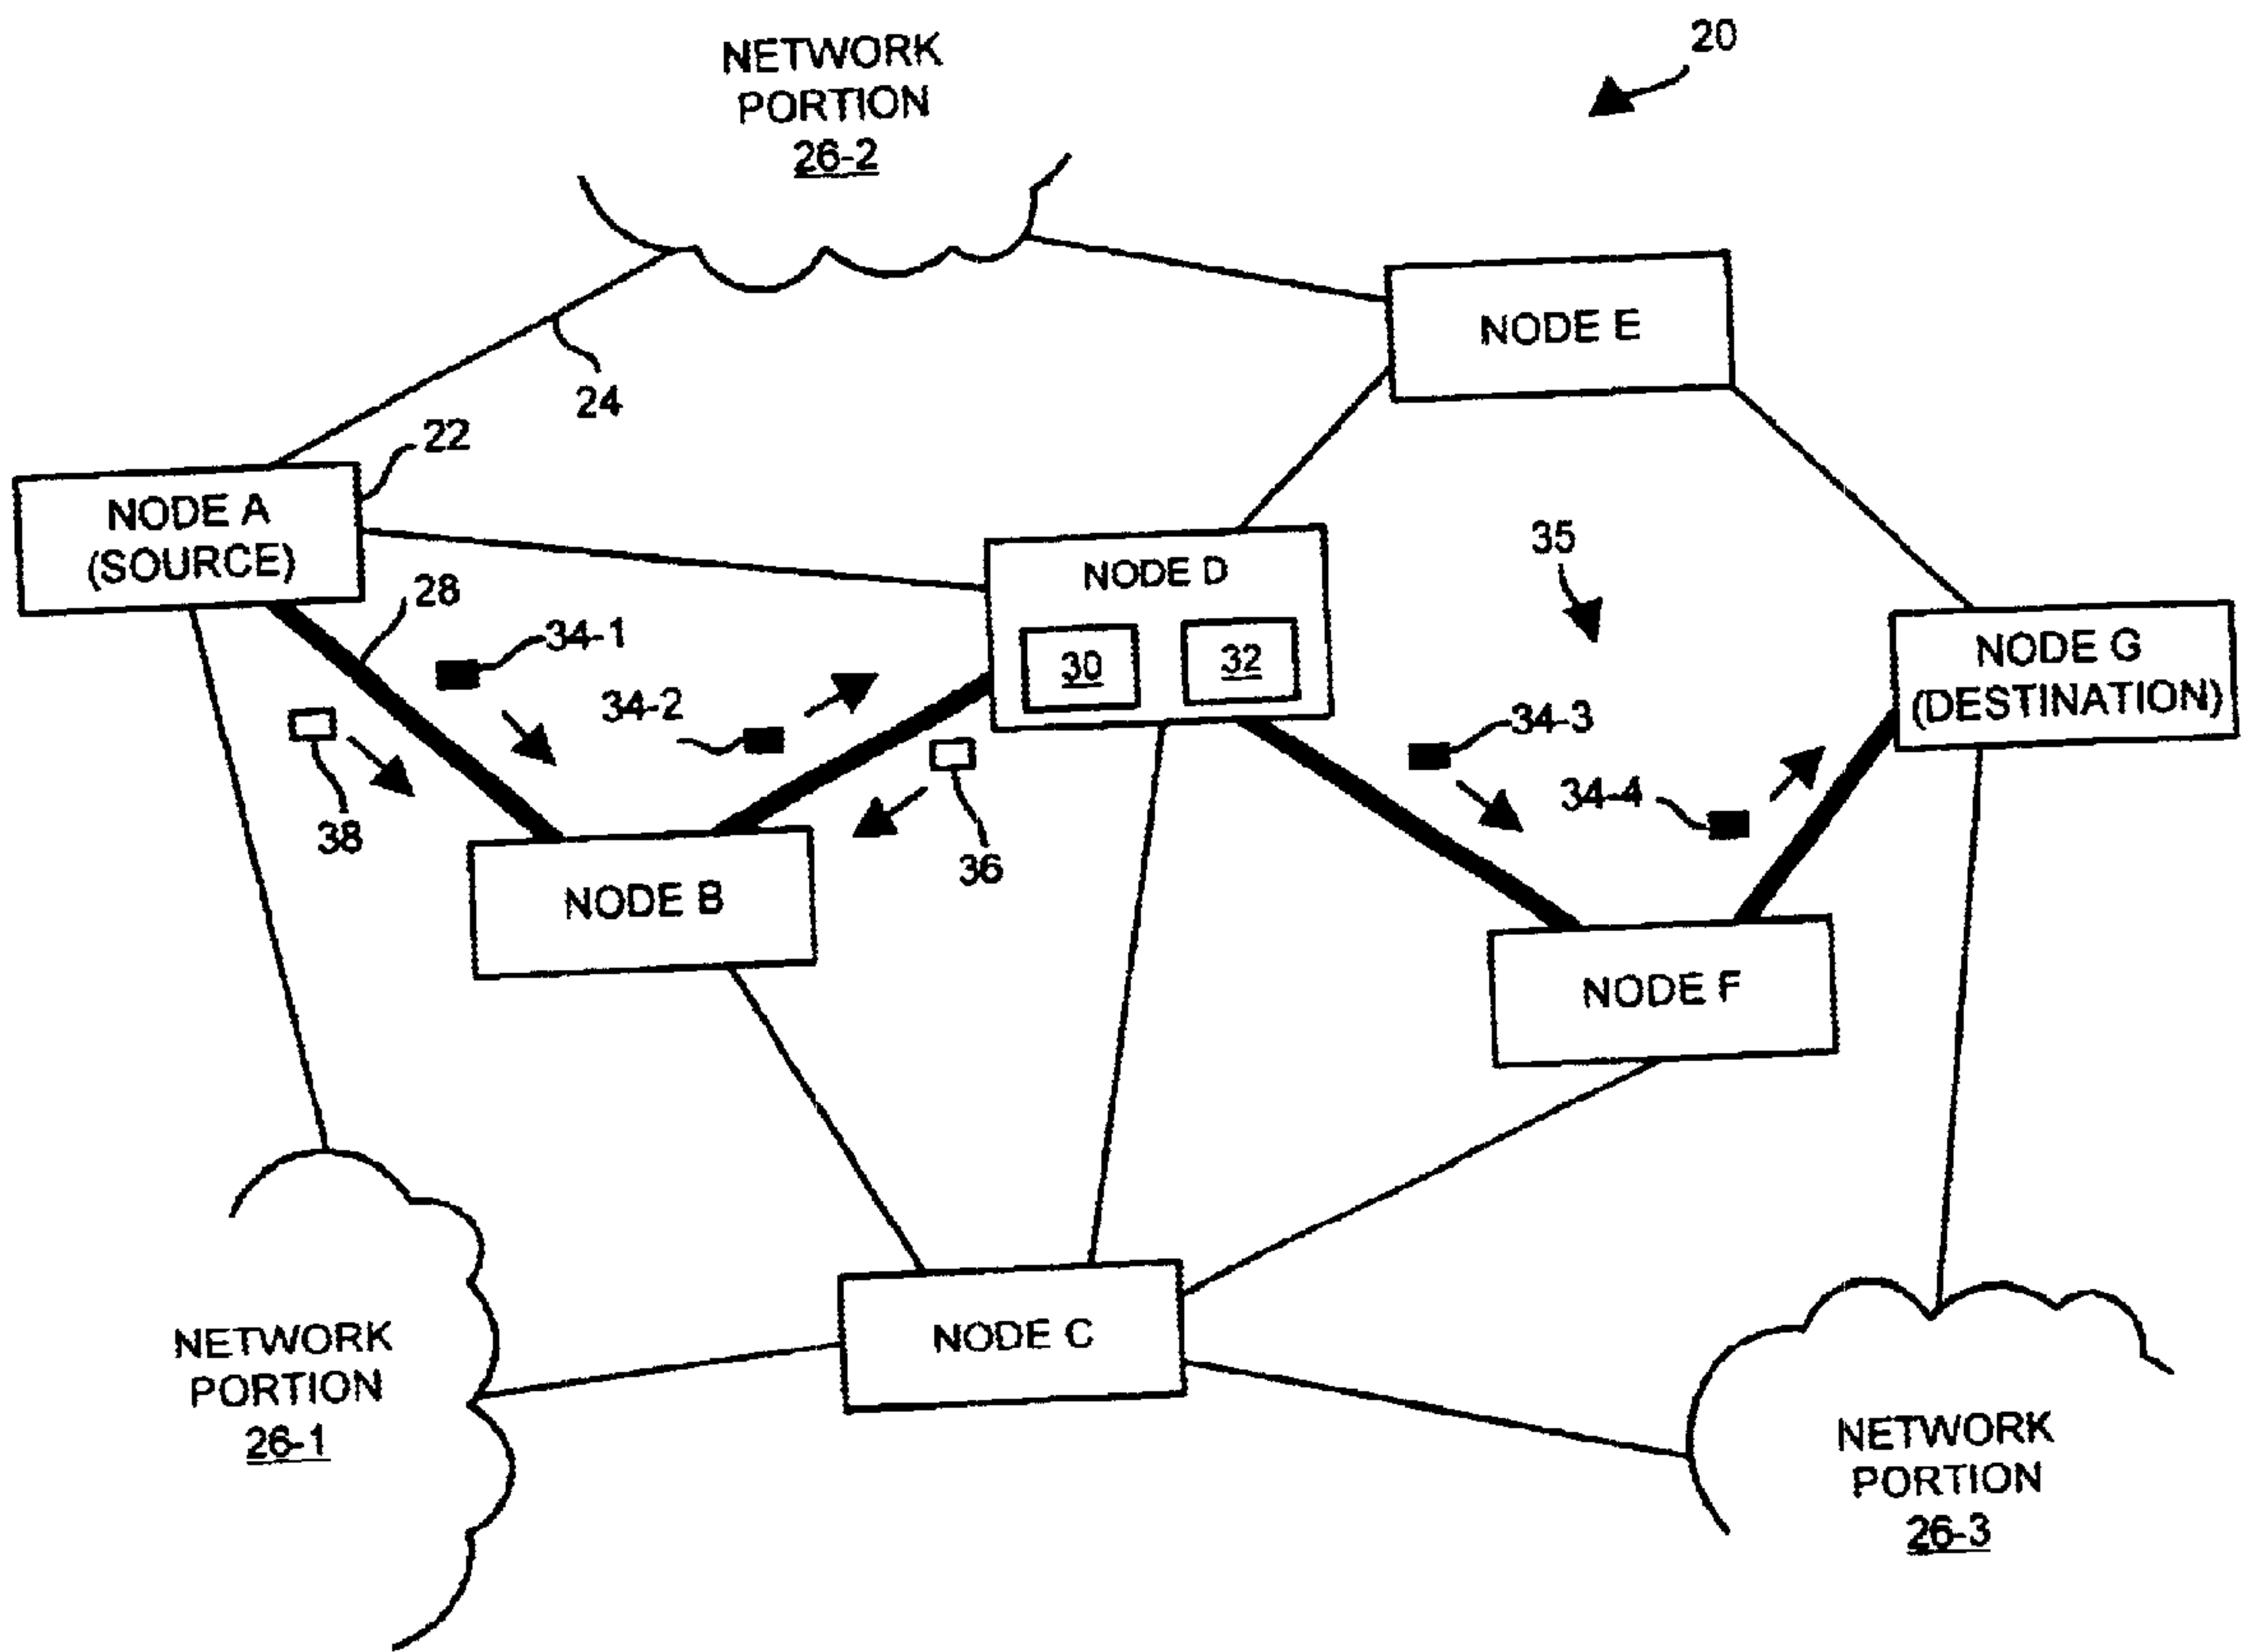 NETWORK
PORTION
26-2
20
24
22
NODE E
NODE A
(SOURCE)
28
34-1
NODE D
30
32
35
NODE G
(DESTINATION)
34-2
34-3
34-4
38
36
NODE B
NODE F
NODE C
NETWORK
PORTION
26-1
NETWORK
PORTION
26-3